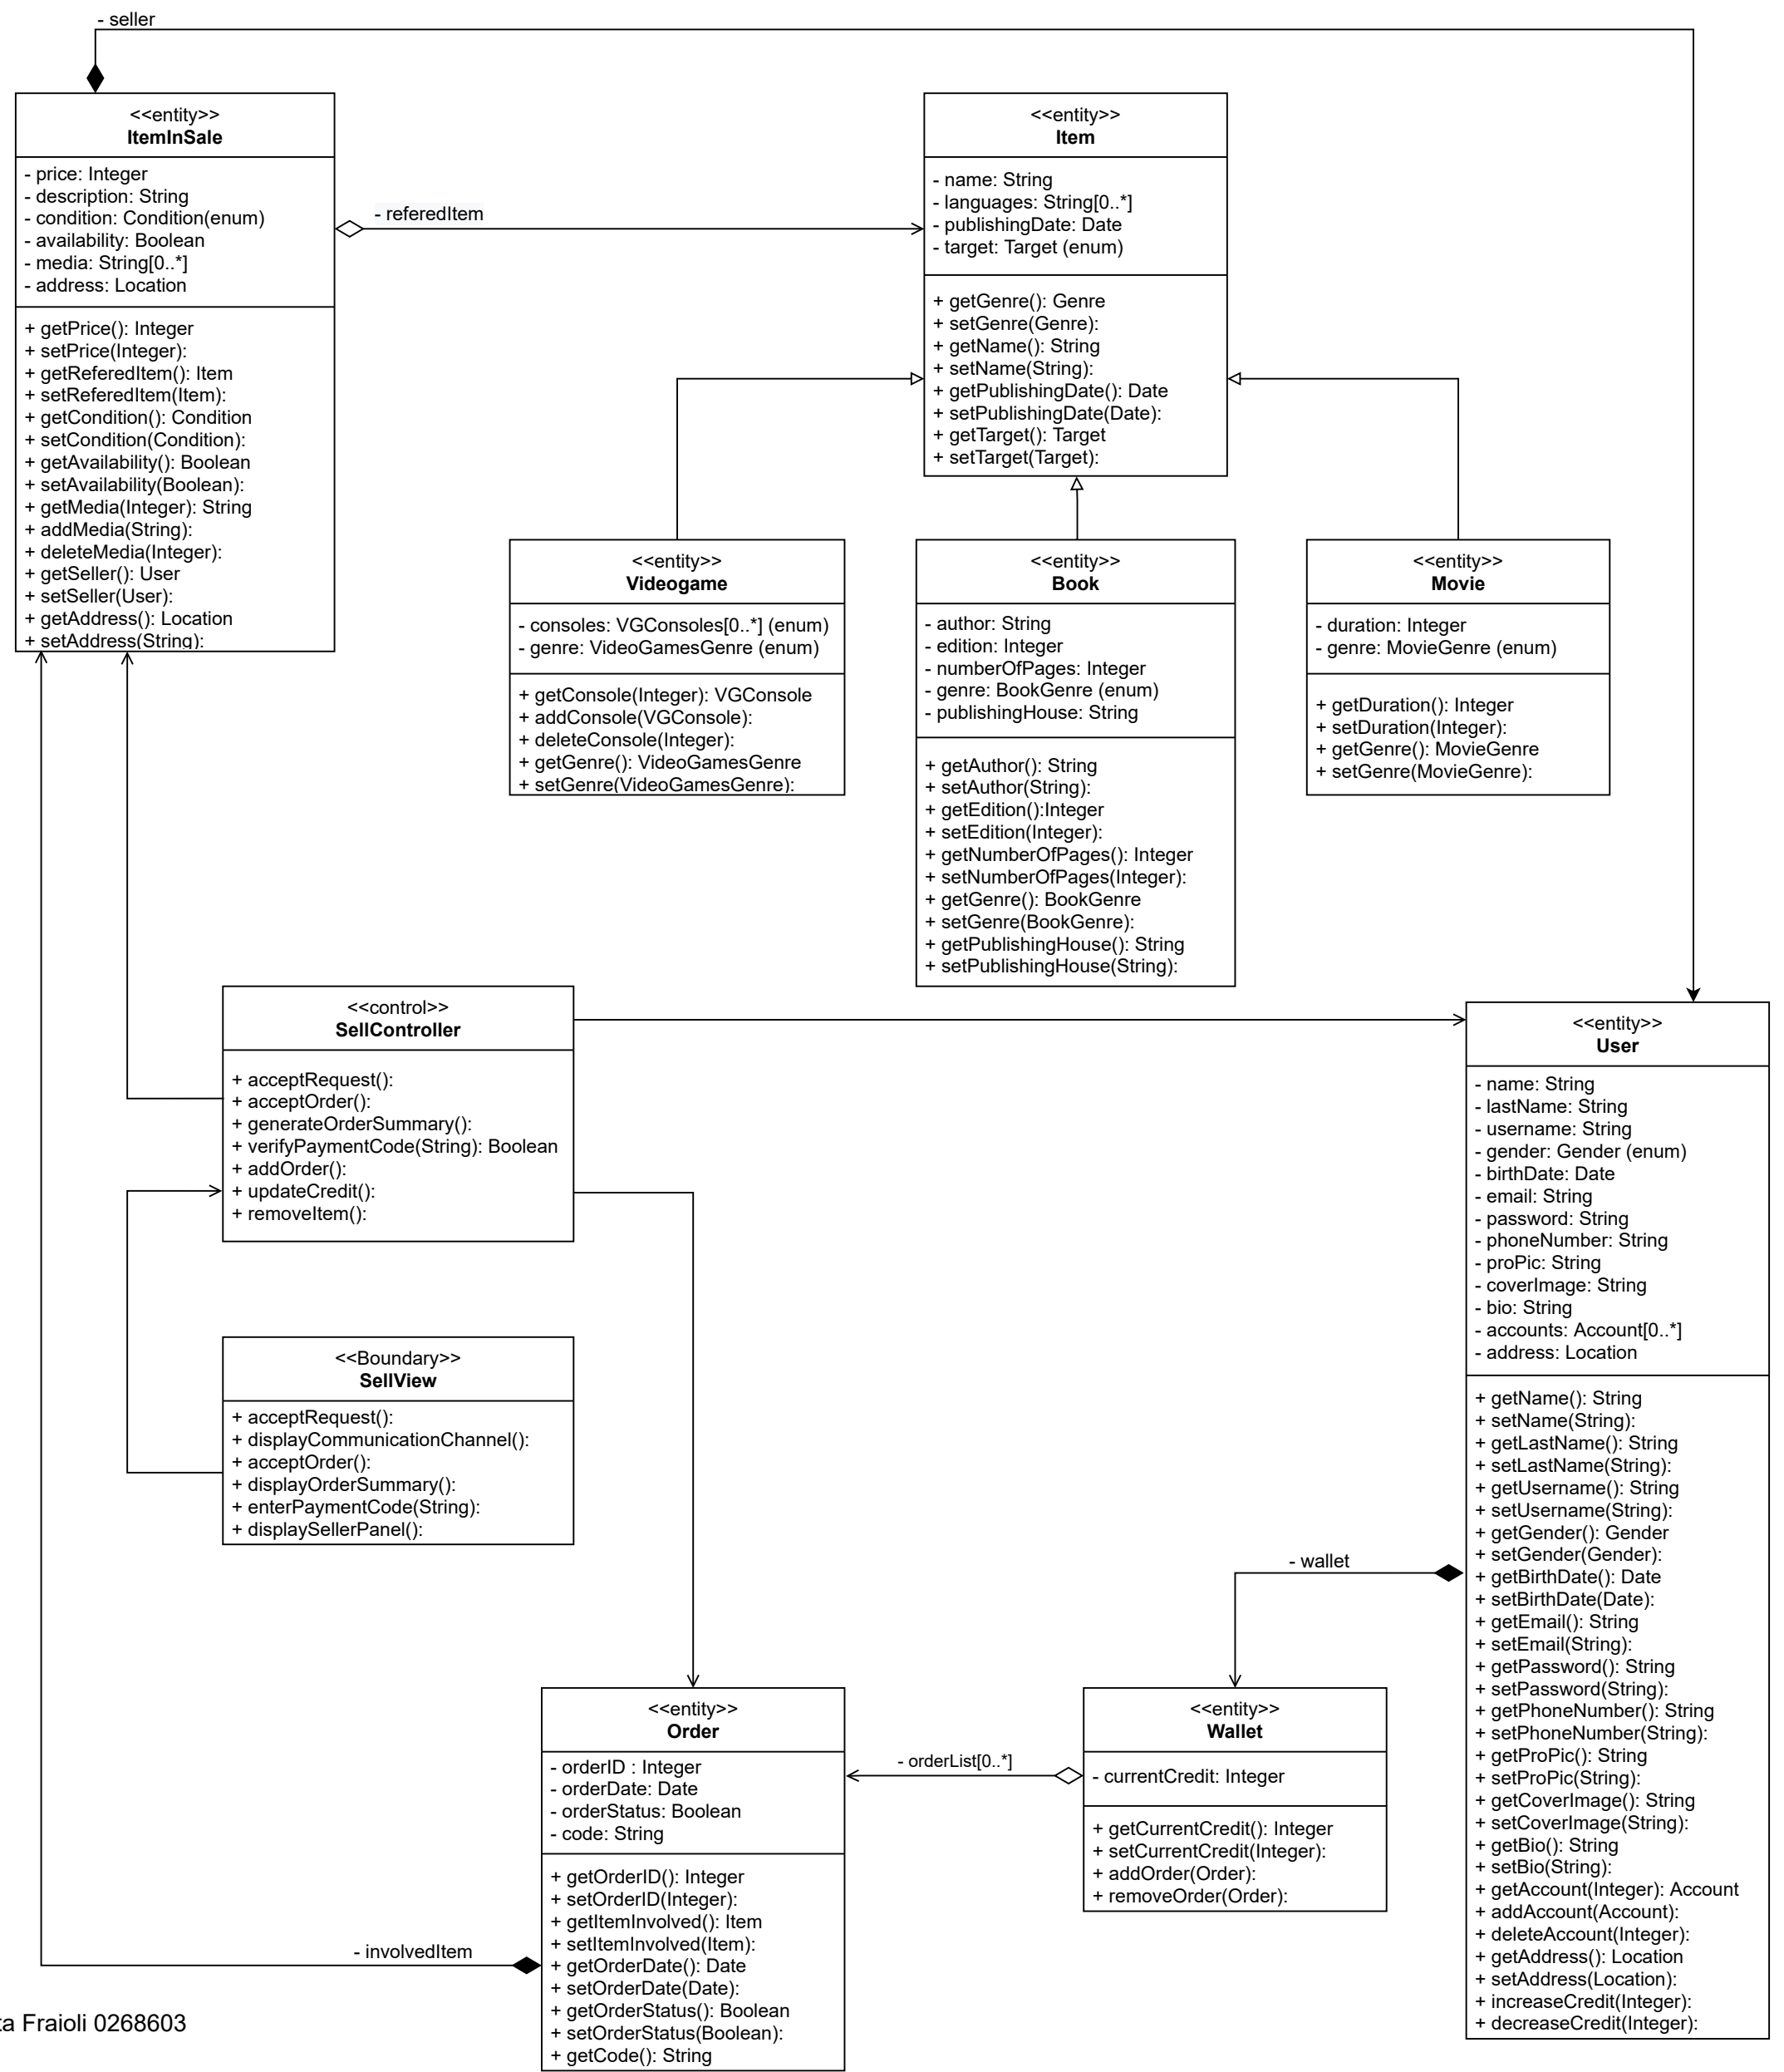 - seller
<<entity>>
ItemInSale
- price: Integer
- description: String
- condition: Condition(enum)
- availability: Boolean
- media: String[0..*]
- address: Location
+ getPrice(): Integer
+ setPrice(Integer):
+ getReferedItem(): Item
+ setReferedItem(Item):
+ getCondition(): Condition
+ setCondition(Condition):
+ getAvailability(): Boolean
+ setAvailability(Boolean):
+ getMedia(Integer): String
+ addMedia(String):
+ deleteMedia(Integer):
+ getSeller(): User
+ setSeller(User):
+ getAddress(): Location
+ setAddress(String):
- referedItem
<<entity>>
Item
- name: String
- languages: String[0..*]
- publishingDate: Date
- target: Target (enum)
+ getGenre(): Genre
+ setGenre(Genre):
+ getName(): String
+ setName(String):
+ getPublishingDate(): Date
+ setPublishingDate(Date):
+ getTarget(): Target
+ setTarget(Target):
<<entity>>
Videogame
- consoles: VGConsoles[0..*] (enum)
- genre: VideoGamesGenre (enum)
+ getConsole(Integer): VGConsole
+ addConsole(VGConsole):
+ deleteConsole(Integer):
+ getGenre(): VideoGamesGenre
+ setGenre(VideoGamesGenre):
<<entity>>
Book
- author: String
- edition: Integer
- numberOfPages: Integer
- genre: BookGenre (enum)
- publishingHouse: String
+ getAuthor(): String
+ setAuthor(String):
+ getEdition():Integer
+ setEdition(Integer):
+ getNumberOfPages(): Integer
+ setNumberOfPages(Integer):
+ getGenre(): BookGenre
+ setGenre(BookGenre):
+ getPublishingHouse(): String
+ setPublishingHouse(String):
<<entity>>
Movie
- duration: Integer
- genre: MovieGenre (enum)
+ getDuration(): Integer
+ setDuration(Integer):
+ getGenre(): MovieGenre
+ setGenre(MovieGenre):
<<control>>
SellController
+ acceptRequest():
+ acceptOrder():
+ generateOrderSummary():
+ verifyPaymentCode(String): Boolean
+ addOrder():
+ updateCredit():
+ removeItem():
<<Boundary>>
SellView
+ acceptRequest():
+ displayCommunicationChannel():
+ acceptOrder():
+ displayOrderSummary():
+ enterPaymentCode(String):
+ displaySellerPanel():
<<entity>>
User
- name: String
- lastName: String
- username: String
- gender: Gender (enum)
- birthDate: Date
- email: String
- password: String
- phoneNumber: String
- proPic: String
- coverImage: String
- bio: String
- accounts: Account[0..*]
- address: Location
+ getName(): String
+ setName(String):
+ getLastName(): String
+ setLastName(String):
+ getUsername(): String
+ setUsername(String):
+ getGender(): Gender
+ setGender(Gender):
+ getBirthDate(): Date
+ setBirthDate(Date):
+ getEmail(): String
+ setEmail(String):
+ getPassword(): String
+ setPassword(String):
+ getPhoneNumber(): String
+ setPhoneNumber(String):
+ getProPic(): String
+ setProPic(String):
+ getCoverImage(): String
+ setCoverImage(String):
+ getBio(): String
+ setBio(String):
+ getAccount(Integer): Account
+ addAccount(Account):
+ deleteAccount(Integer):
+ getAddress(): Location
+ setAddress(Location):
+ increaseCredit(Integer):
+ decreaseCredit(Integer):
- wallet
<<entity>>
Order
- orderID : Integer
- orderDate: Date
- orderStatus: Boolean
- code: String
+ getOrderID(): Integer
+ setOrderID(Integer):
+ getItemInvolved(): Item
+ setItemInvolved(Item):
+ getOrderDate(): Date
+ setOrderDate(Date):
+ getOrderStatus(): Boolean
+ setOrderStatus(Boolean):
+ getCode(): String
- orderList[0..*]
<<entity>>
Wallet
- currentCredit: Integer
+ getCurrentCredit(): Integer
+ setCurrentCredit(Integer):
+ addOrder(Order):
+ removeOrder(Order):
- involvedItem
ta Fraioli 0268603